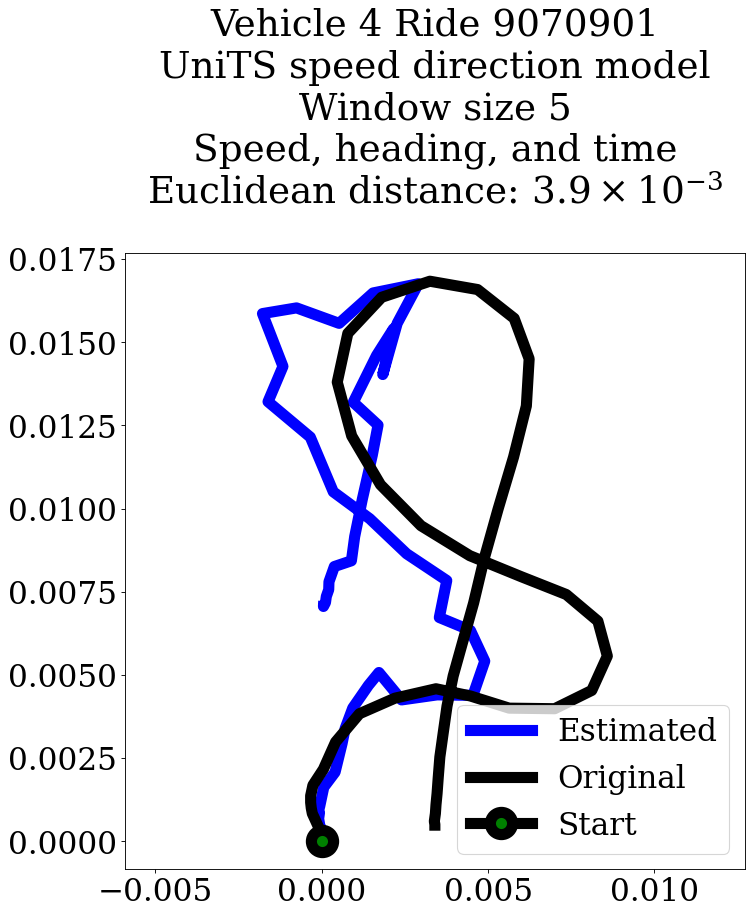 Vehicle 4 Ride 9070901
UniTS speed direction model
Window size 5
Speed, heading, and time
Euclidean distance: 3.9 × 10⁻³
0.0175
0.0150
0.0125
0.0100
0.0075
0.0050
0.0025
0.0000
−0.005 0.000 0.005 0.010
Estimated
Original
Start